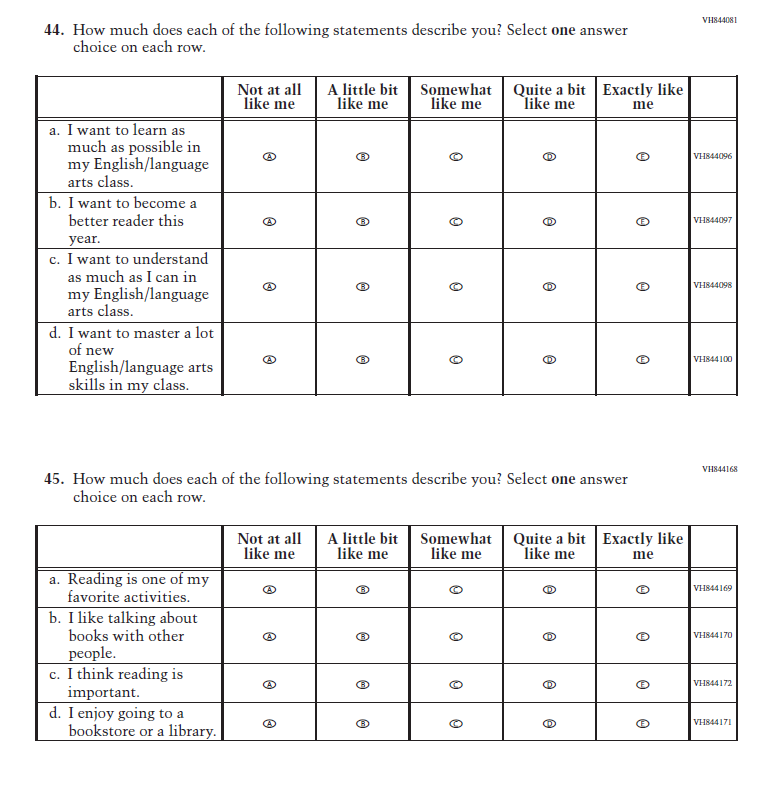 VH844081
44. How much does each of the following statements describe you? Select one answer
choice on each row.
Not at all like me A little bit like me Somewhat like me Quite a bit like me Exactly like me
a. I want to learn as
much as possible in
my English/language
arts class.
A B C D E VH844096
b. I want to become a
better reader this
year.
A B C D E VH844097
c. I want to understand
as much as I can in
my English/language
arts class.
A B C D E VH844098
d. I want to master a lot
of new
English/language arts
skills in my class.
A B C D E VH844100
VH844168
45. How much does each of the following statements describe you? Select one answer
choice on each row.
Not at all like me A little bit like me Somewhat like me Quite a bit like me Exactly like me
a. Reading is one of my
favorite activities.
A B C D E VH844169
b. I like talking about
books with other
people.
A B C D E VH844170
c. I think reading is
important.
A B C D E VH844172
d. I enjoy going to a
bookstore or a library.
A B C D E VH844171